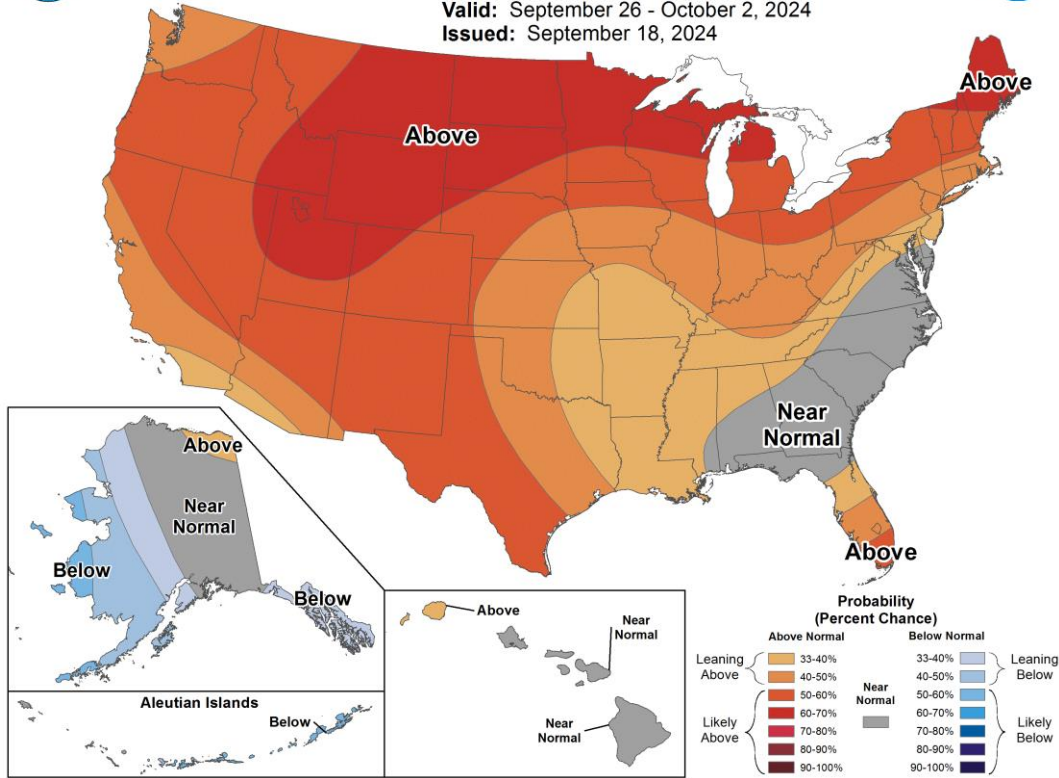 Valid: September 26 - October 2, 2024
Issued: September 18, 2024
Above
Above
Near
Normal
Above
Above
Near
Normal
Below
Below
Aleutian Islands
Below
Above
Near
Normal
Near
Normal
Probability
(Percent Chance)
Above Normal
Below Normal
Leaning
Above
33-40%
40-50%
Likely
Above
50-60%
60-70%
70-80%
80-90%
90-100%
Near
Normal
33-40%
40-50%
Leaning
Below
50-60%
60-70%
70-80%
80-90%
90-100%
Likely
Below